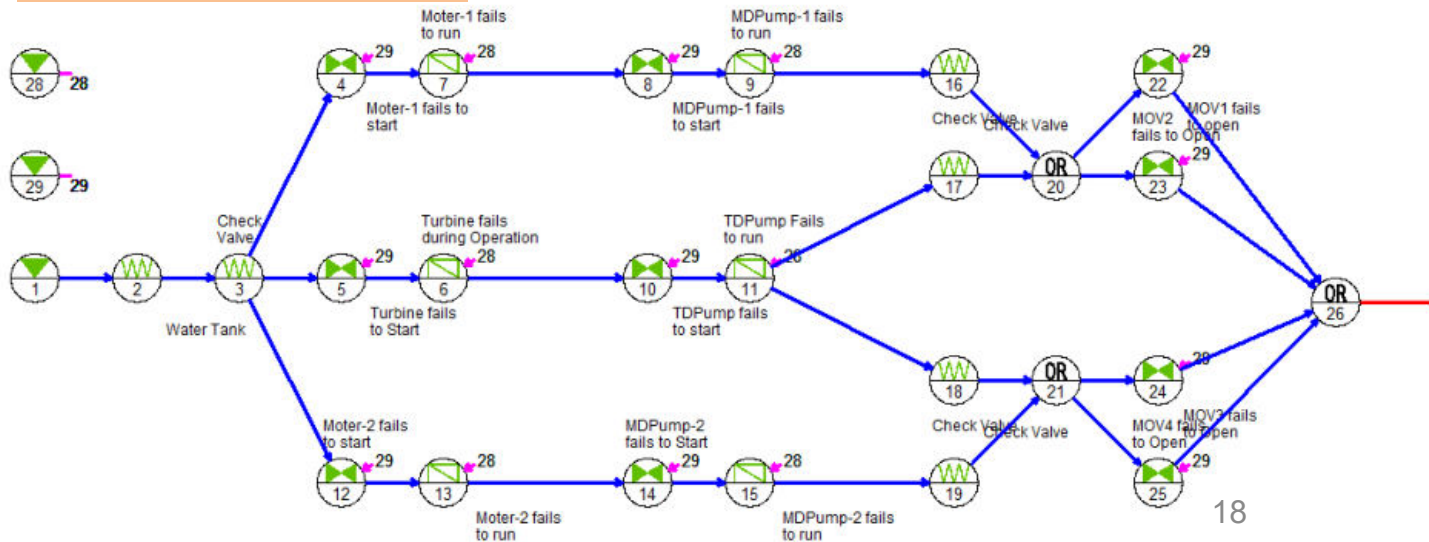 Moter-1 fails
to run
MDPump-1 fails
to run
29
28
29
28
29
28
28
4
7
8
9
16
22
Moter-1 fails to
start
MDPump-1 fails
to start
Check Valve
Check Valve
MOV2
fails to Open
MOV1 fails
to open
29
29
OR
20
17
29
23
Check
Valve
Turbine fails
during Operation
TDPump Fails
to run
29
28
29
28
1
2
3
5
6
10
11
OR
26
Water Tank
Turbine fails
to Start
TDPump fails
to start
18
OR
21
29
24
Moter-2 fails
to start
MDPump-2
fails to Start
Check Valve
Check Valve
MOV4 fails
to Open
MOV3 fails
to Open
29
28
29
28
29
12
13
14
15
19
25
Moter-2 fails
to run
MDPump-2 fails
to run
18